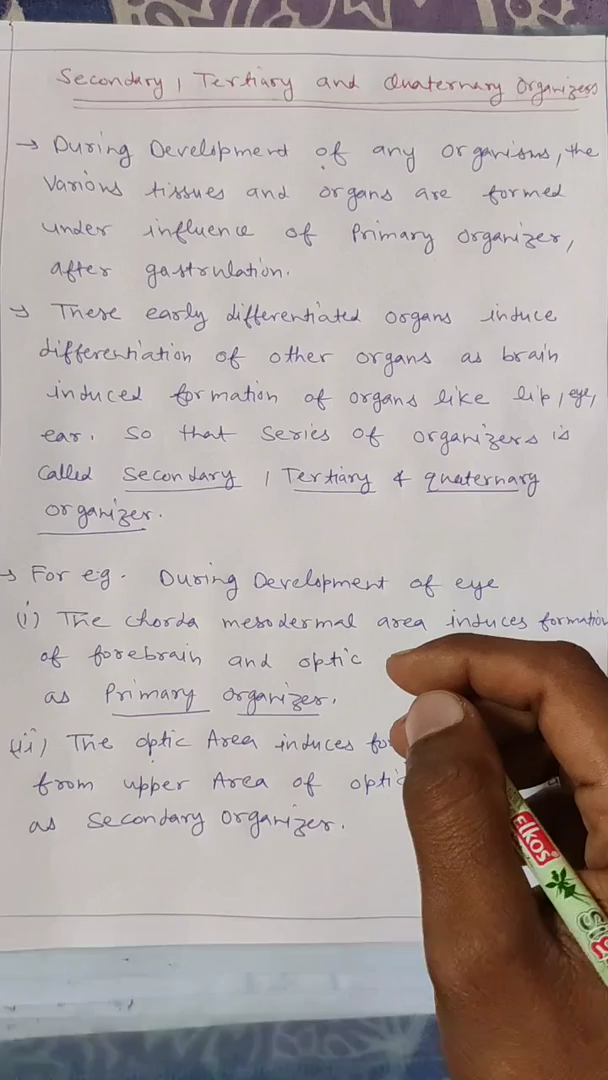 Secondary, Tertiary and Quaternary Organizers
→ During Development of any organisms, the
various tissues and organs are formed
under influence of Primary organizer,
after gastrulation.
→ These early differentiated organs induce
differentiation of other organs as brain
induced formation of organs like lip, eye,
ear. So that series of organizers is
called Secondary, Tertiary & quaternary
organizer.
→ For e.g. During Development of eye
(i) The chorda mesodermal area induces formation
of forebrain and optic
as Primary organizer.
(ii) The optic Area induces fo
from upper Area of optic
as secondary organizer.
Elkos